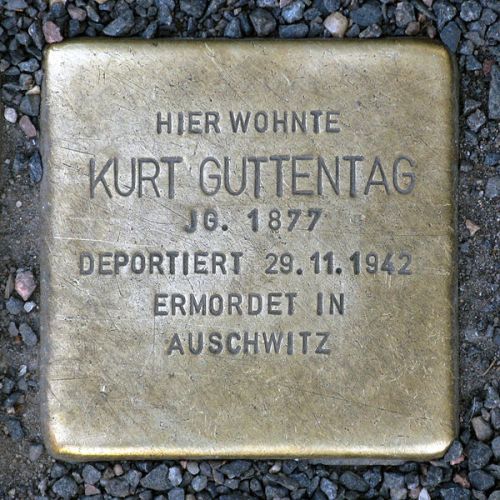 HIER WOHNTE
KURT GUTTENTAG
JG. 1877
DEPORTIERT 29.11.1942
ERMORDET IN
AUSCHWITZ